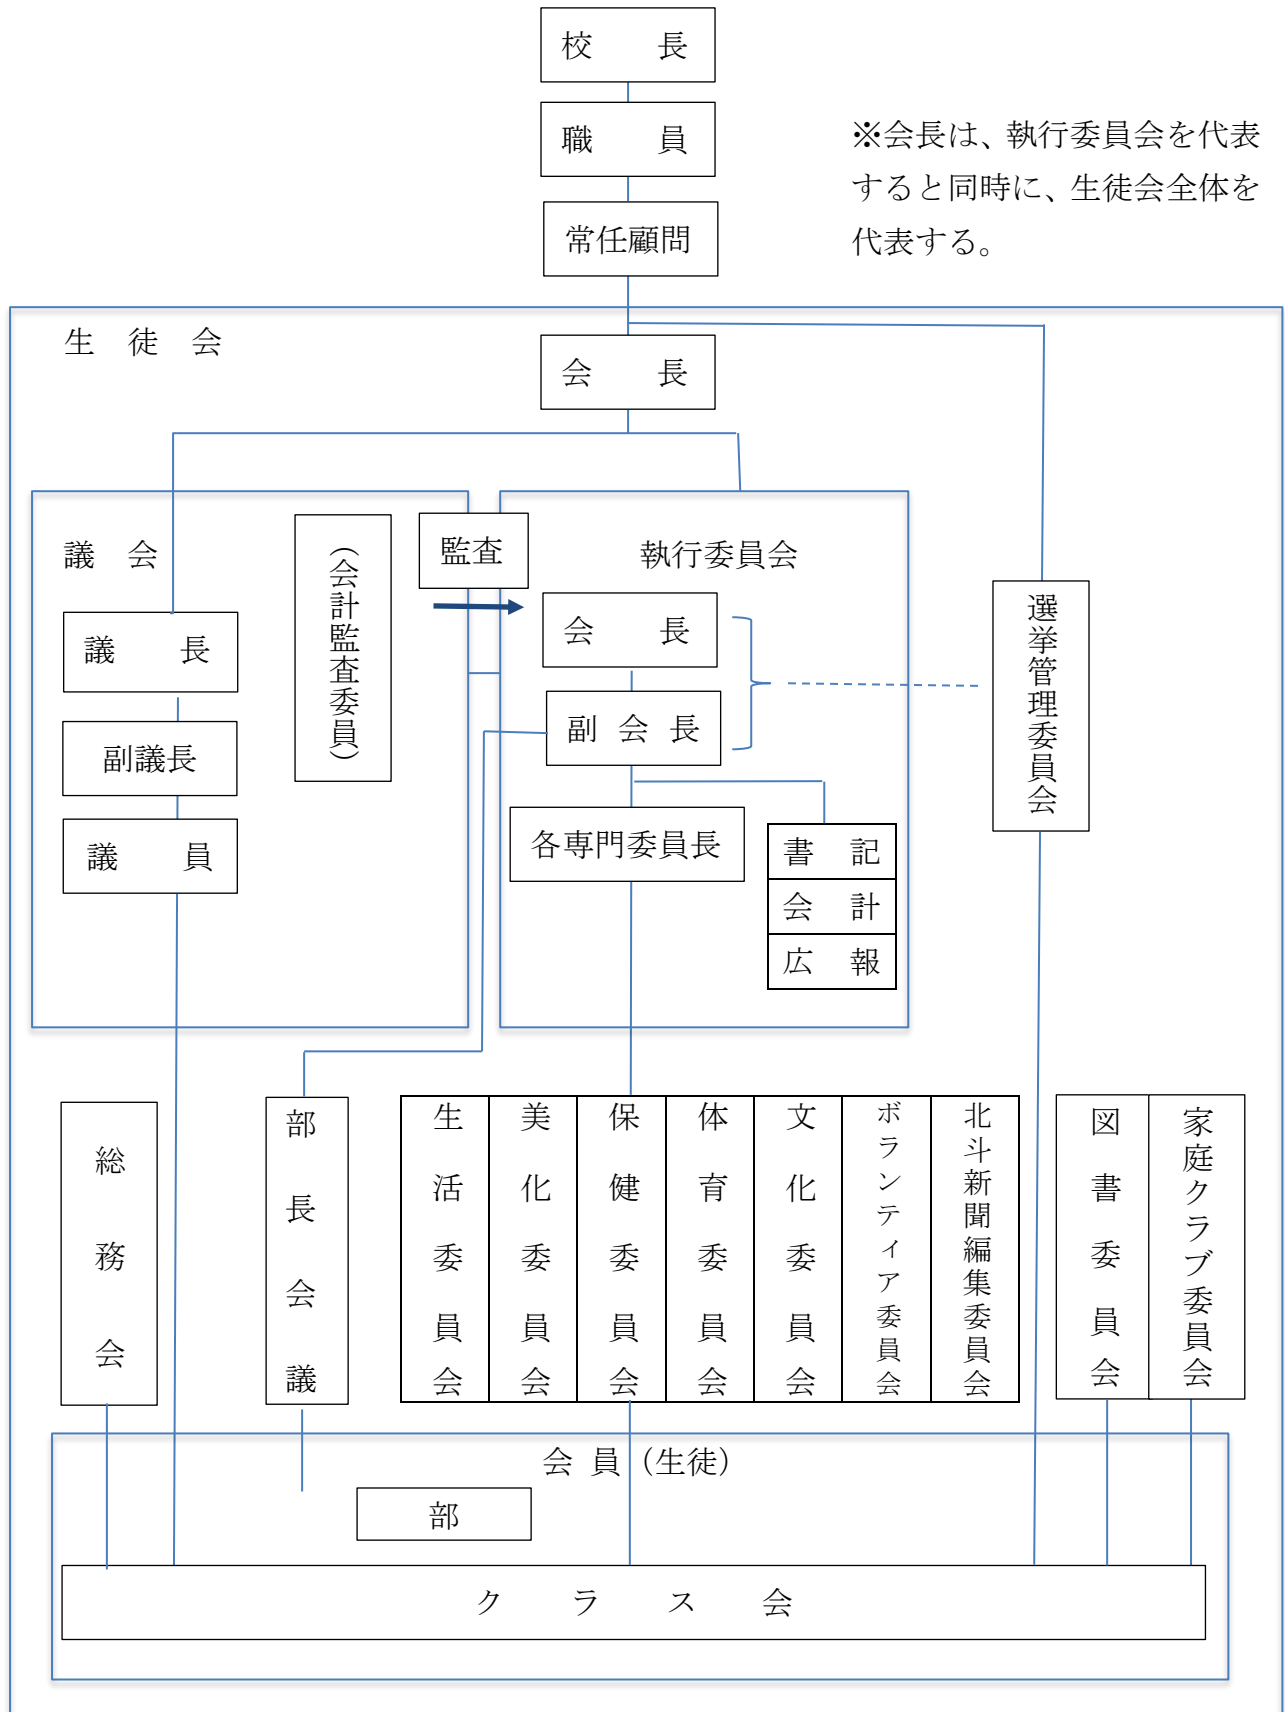 校　　長
職　　員
※会長は、執行委員会を代表
すると同時に、生徒会全体を
代表する。
常任顧問
生　徒　会
会　　長
議　会
（会計監査委員）
監査
執行委員会
議　　長
副議長
議　　員
会　　長
副 会 長
各専門委員長
書　記
会　計
広　報
選挙管理委員会
総務会
部長会議
生活委員会
美化委員会
保健委員会
体育委員会
文化委員会
ボランティア委員会
北斗新聞編集委員会
図書委員会
家庭クラブ委員会
会 員（生徒）
部
ク　ラ　ス　会